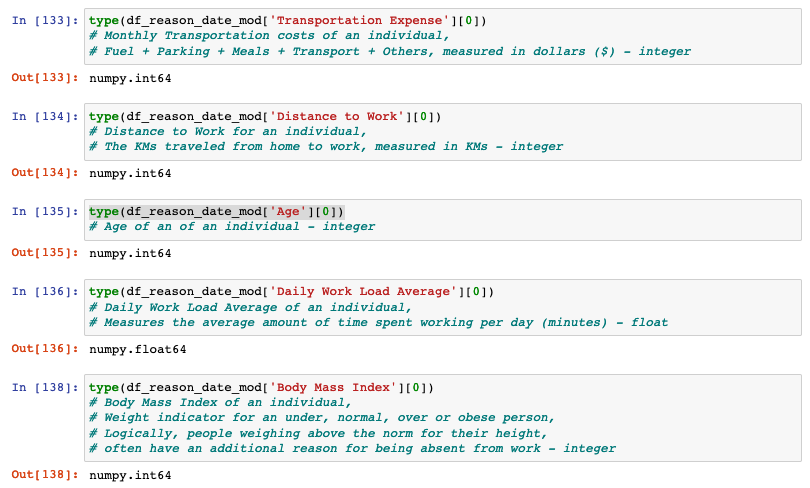 In [133]: type(df_reason_date_mod['Transportation Expense'][0])
# Monthly Transportation costs of an individual,
# Fuel + Parking + Meals + Transport + Others, measured in dollars ($) - integer
Out[133]: numpy.int64
In [134]: type(df_reason_date_mod['Distance to Work'][0])
# Distance to Work for an individual,
# The KMs traveled from home to work, measured in KMs - integer
Out[134]: numpy.int64
In [135]: type(df_reason_date_mod['Age'][0])
# Age of an of an individual - integer
Out[135]: numpy.int64
In [136]: type(df_reason_date_mod['Daily Work Load Average'][0])
# Daily Work Load Average of an individual,
# Measures the average amount of time spent working per day (minutes) - float
Out[136]: numpy.float64
In [138]: type(df_reason_date_mod['Body Mass Index'][0])
# Body Mass Index of an individual,
# Weight indicator for an under, normal, over or obese person,
# Logically, people weighing above the norm for their height,
# often have an additional reason for being absent from work - integer
Out[138]: numpy.int64